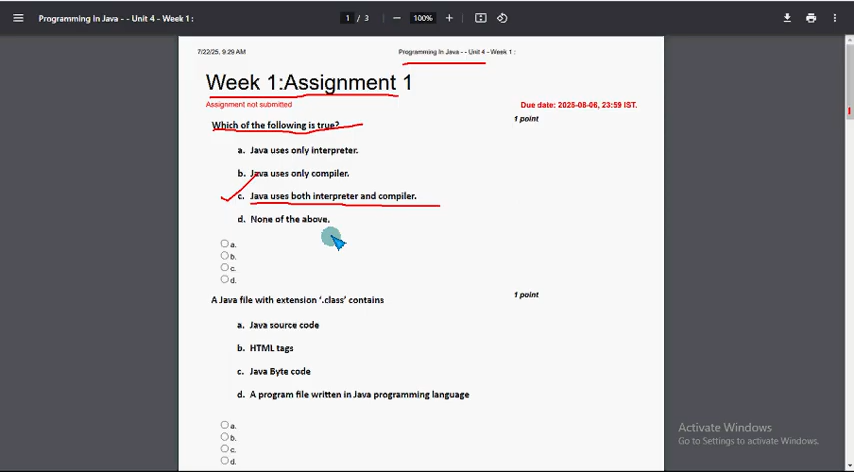 Programming In Java - - Unit 4 - Week 1 :
1 / 3
100%
7/22/25, 9:29 AM
Programming In Java - - Unit 4 - Week 1 :
Week 1:Assignment 1
Assignment not submitted
Due date: 2025-08-06, 23:59 IST.
Which of the following is true?
1 point
a. Java uses only interpreter.
b. Java uses only compiler.
c. Java uses both interpreter and compiler.
d. None of the above.
a.
b.
c.
d.
A Java file with extension ‘.class’ contains
1 point
a. Java source code
b. HTML tags
c. Java Byte code
d. A program file written in Java programming language
a.
b.
c.
d.
Activate Windows
Go to Settings to activate Windows.